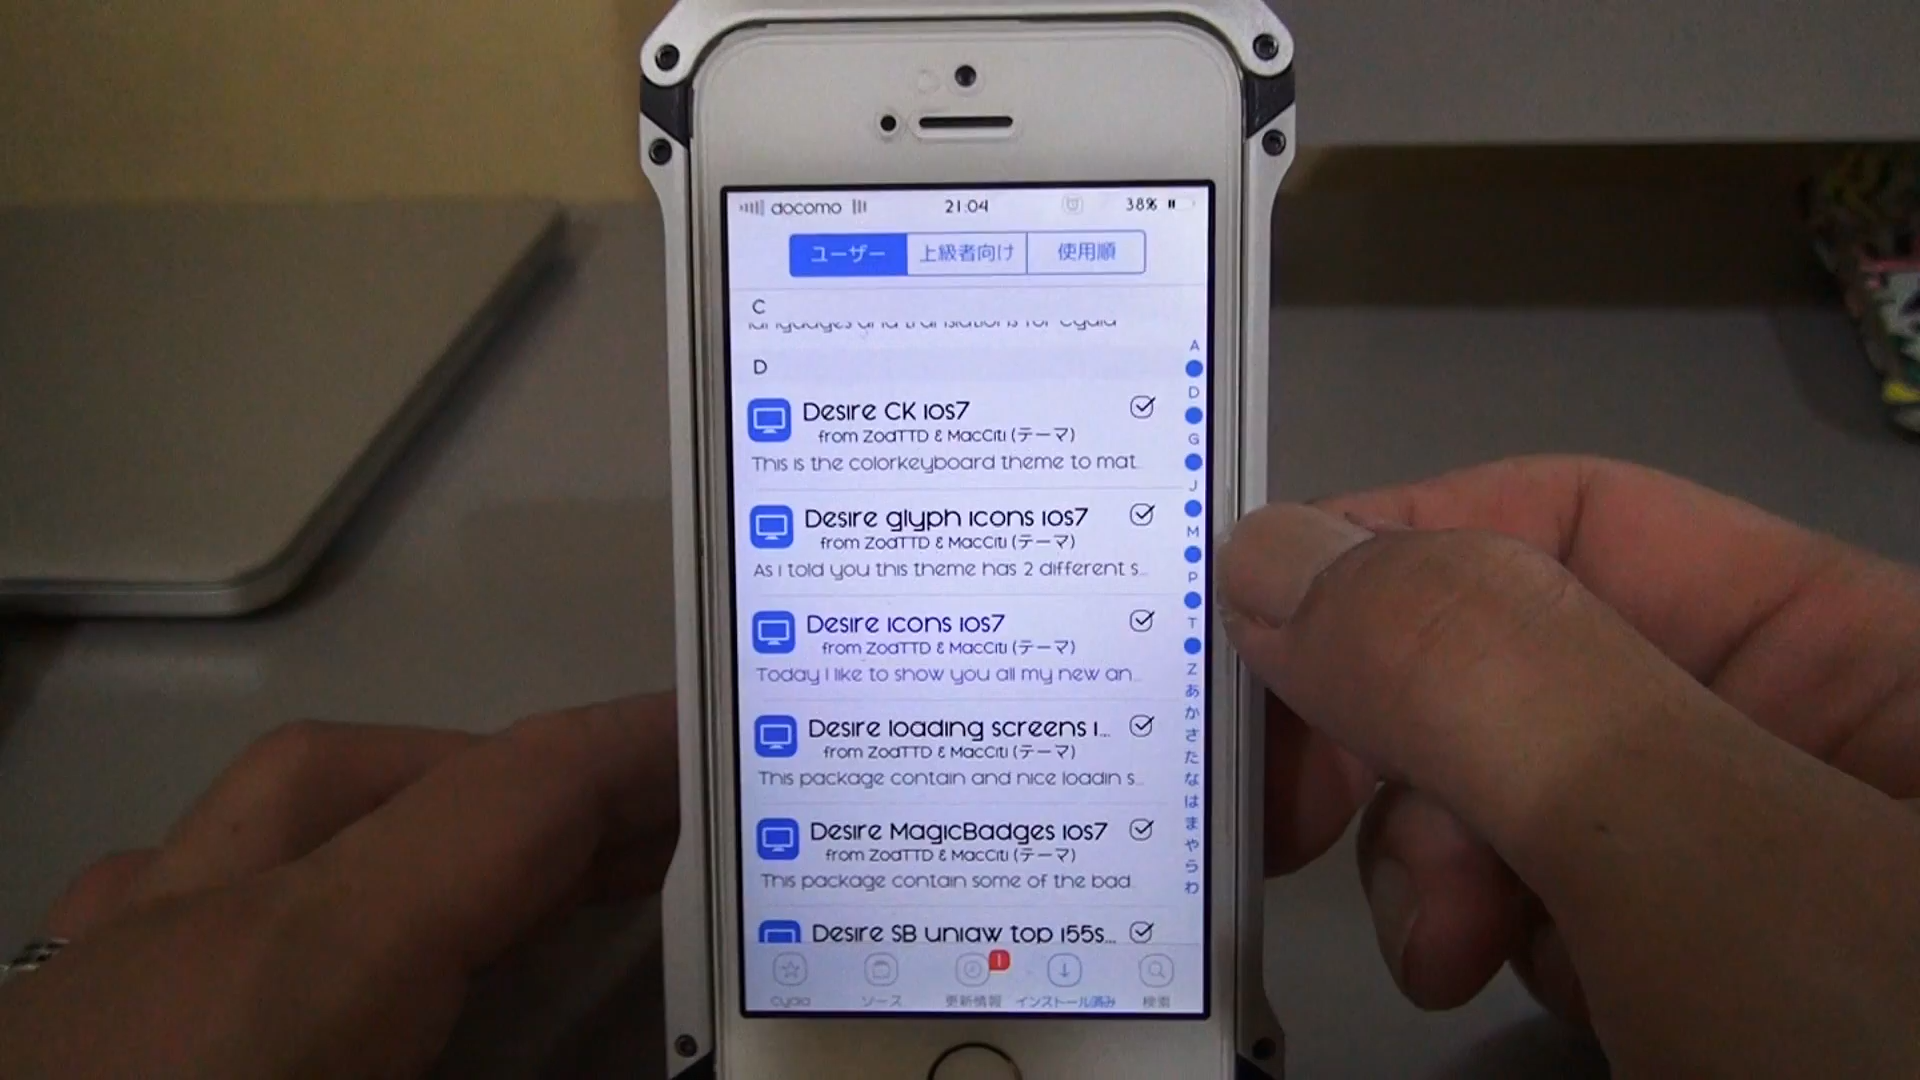 docomo 21:04 38%
ユーザー 上級者向け 使用順
C
languages and translations for Cydia
D
Desire CK ios7
from ZodTTD & MacCiti (テーマ)
This is the colorkeyboard theme to mat...
Desire glyph icons ios7
from ZodTTD & MacCiti (テーマ)
As i told you this theme has 2 different s...
Desire icons ios7
from ZodTTD & MacCiti (テーマ)
Today I like to show you all my new an...
Desire loading screens i...
from ZodTTD & MacCiti (テーマ)
This package contain and nice loadin s...
Desire MagicBadges ios7
from ZodTTD & MacCiti (テーマ)
This package contain some of the bad...
Desire SB uniaw top i55s...
A
D
G
J
M
P
T
Z
あ
か
さ
た
な
は
ま
や
ら
わ
1
Cydia ソース 更新情報 インストール済み 検索